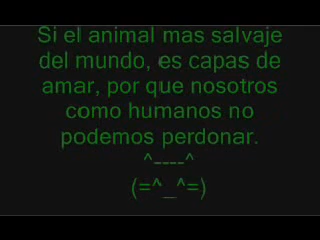 Si el animal mas salvaje
del mundo, es capas de
amar, por que nosotros
como humanos no
podemos perdonar.
^----^
(=^_^=)